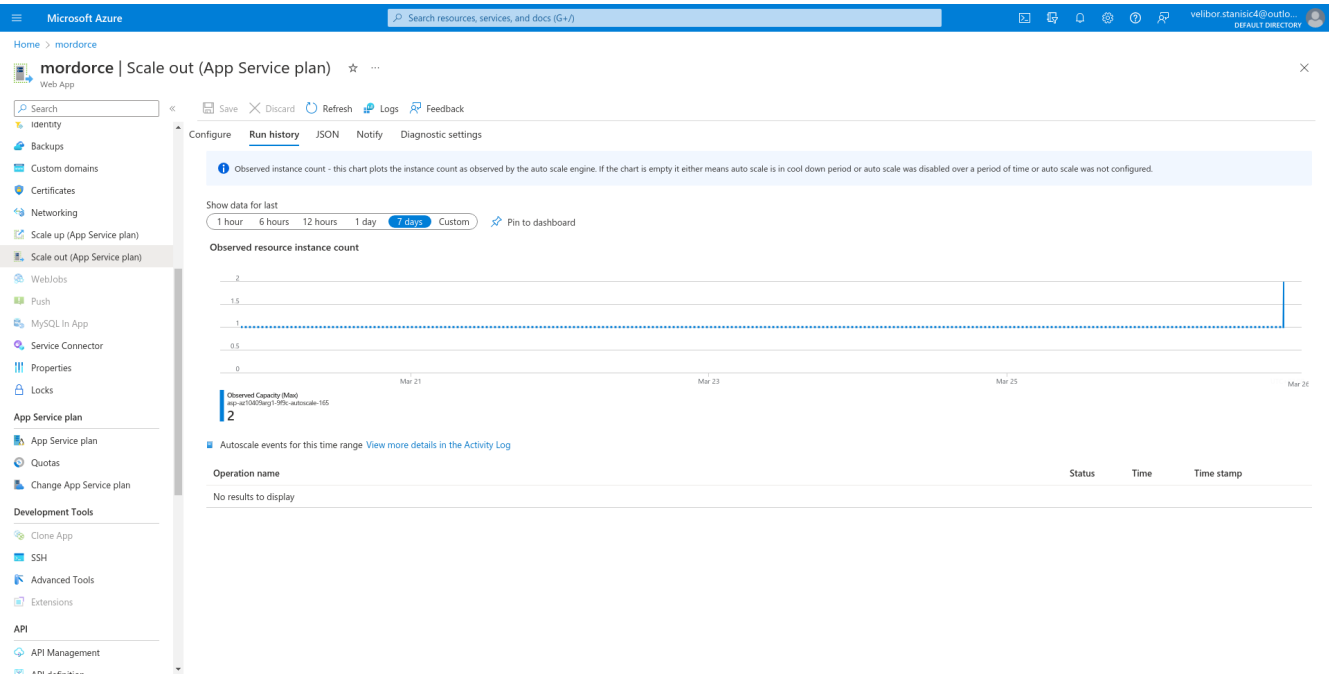 Microsoft Azure
Search resources, services, and docs (G+/)
velibor.stanisic4@outlo...
DEFAULT DIRECTORY
Home > mordorce
mordorce | Scale out (App Service plan)
Web App
Search
Save Discard Refresh Logs Feedback
Identity
Backups
Custom domains
Certificates
Networking
Scale up (App Service plan)
Scale out (App Service plan)
WebJobs
Push
MySQL In App
Service Connector
Properties
Locks
App Service plan
App Service plan
Quotas
Change App Service plan
Development Tools
Clone App
SSH
Advanced Tools
Extensions
API
API Management
API definition
Configure Run history JSON Notify Diagnostic settings
Observed instance count - this chart plots the instance count as observed by the auto scale engine. If the chart is empty it either means auto scale is in cool down period or auto scale was disabled over a period of time or auto scale was not configured.
Show data for last
1 hour 6 hours 12 hours 1 day 7 days Custom Pin to dashboard
Observed resource instance count
2
1.5
1
0.5
0
Mar 21 Mar 23 Mar 25 Mar 26
Observed Capacity (Max)
asp-az10409arg1-9f9c-autoscale-165
2
Autoscale events for this time range View more details in the Activity Log
Operation name Status Time Time stamp
No results to display